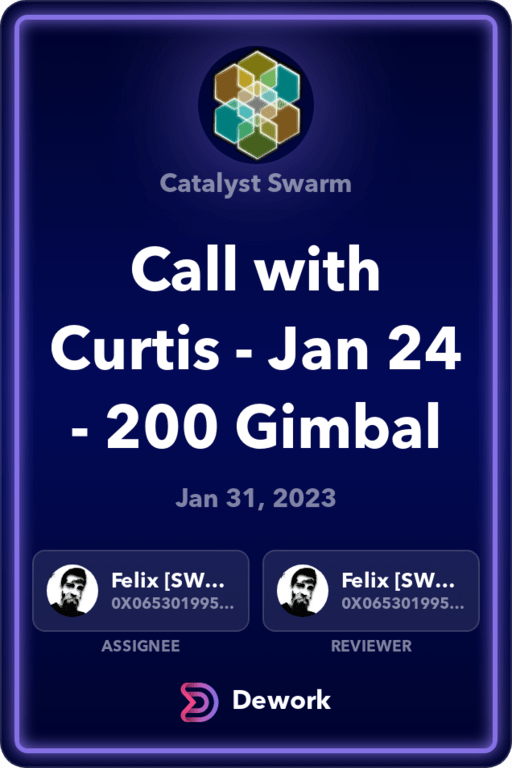 Catalyst Swarm
Call with
Curtis - Jan 24
- 200 Gimbal
Jan 31, 2023
Felix [SW...
0X065301995...
ASSIGNEE
Felix [SW...
0X065301995...
REVIEWER
Dework